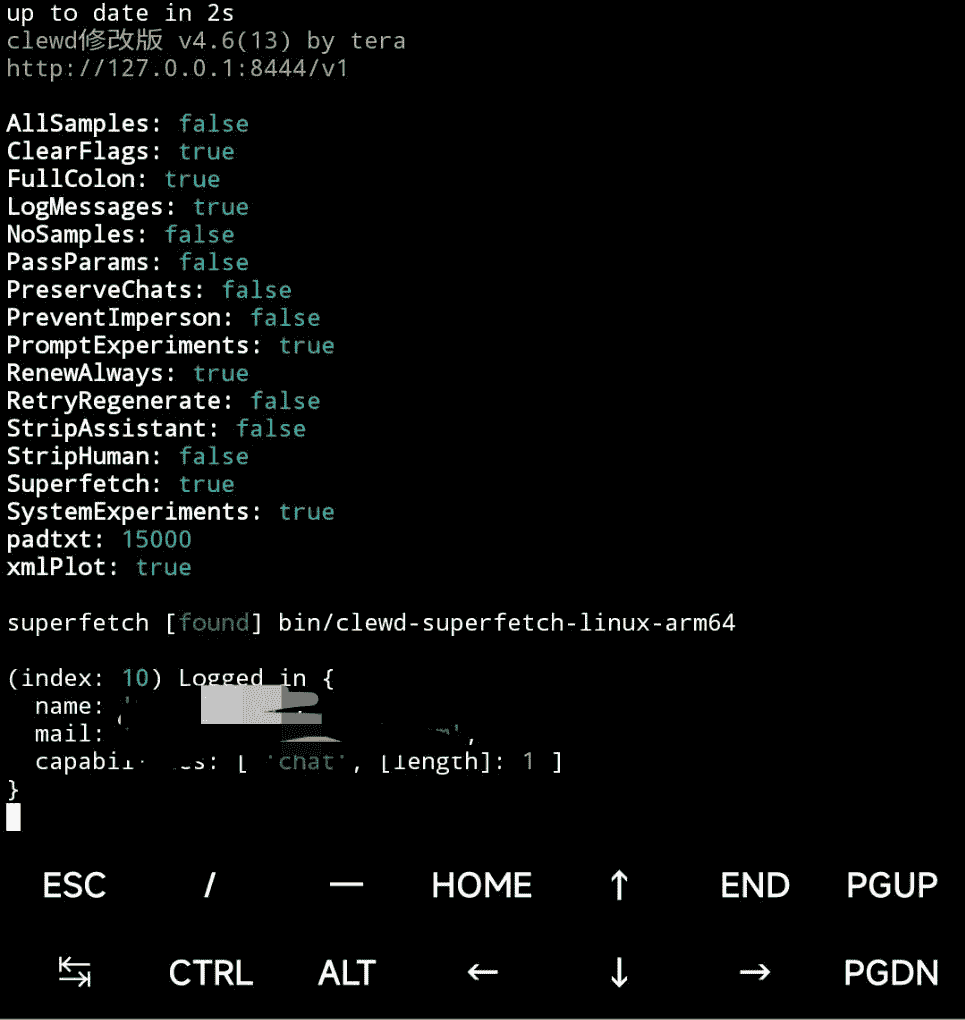 up to date in 2s
clewd修改版 v4.6(13) by tera
http://127.0.0.1:8444/v1
AllSamples: false
ClearFlags: true
FullColon: true
LogMessages: true
NoSamples: false
PassParams: false
PreserveChats: false
PreventImperson: false
PromptExperiments: true
RenewAlways: true
RetryRegenerate: false
StripAssistant: false
StripHuman: false
Superfetch: true
SystemExperiments: true
padtxt: 15000
xmlPlot: true
superfetch [found] bin/clewd-superfetch-linux-arm64
(index: 10) Logged in {
name:
mail:
[ 'chat', [length]: 1 ]
}
ESC / — HOME ↑ END PGUP
↹ CTRL ALT ← ↓ → PGDN